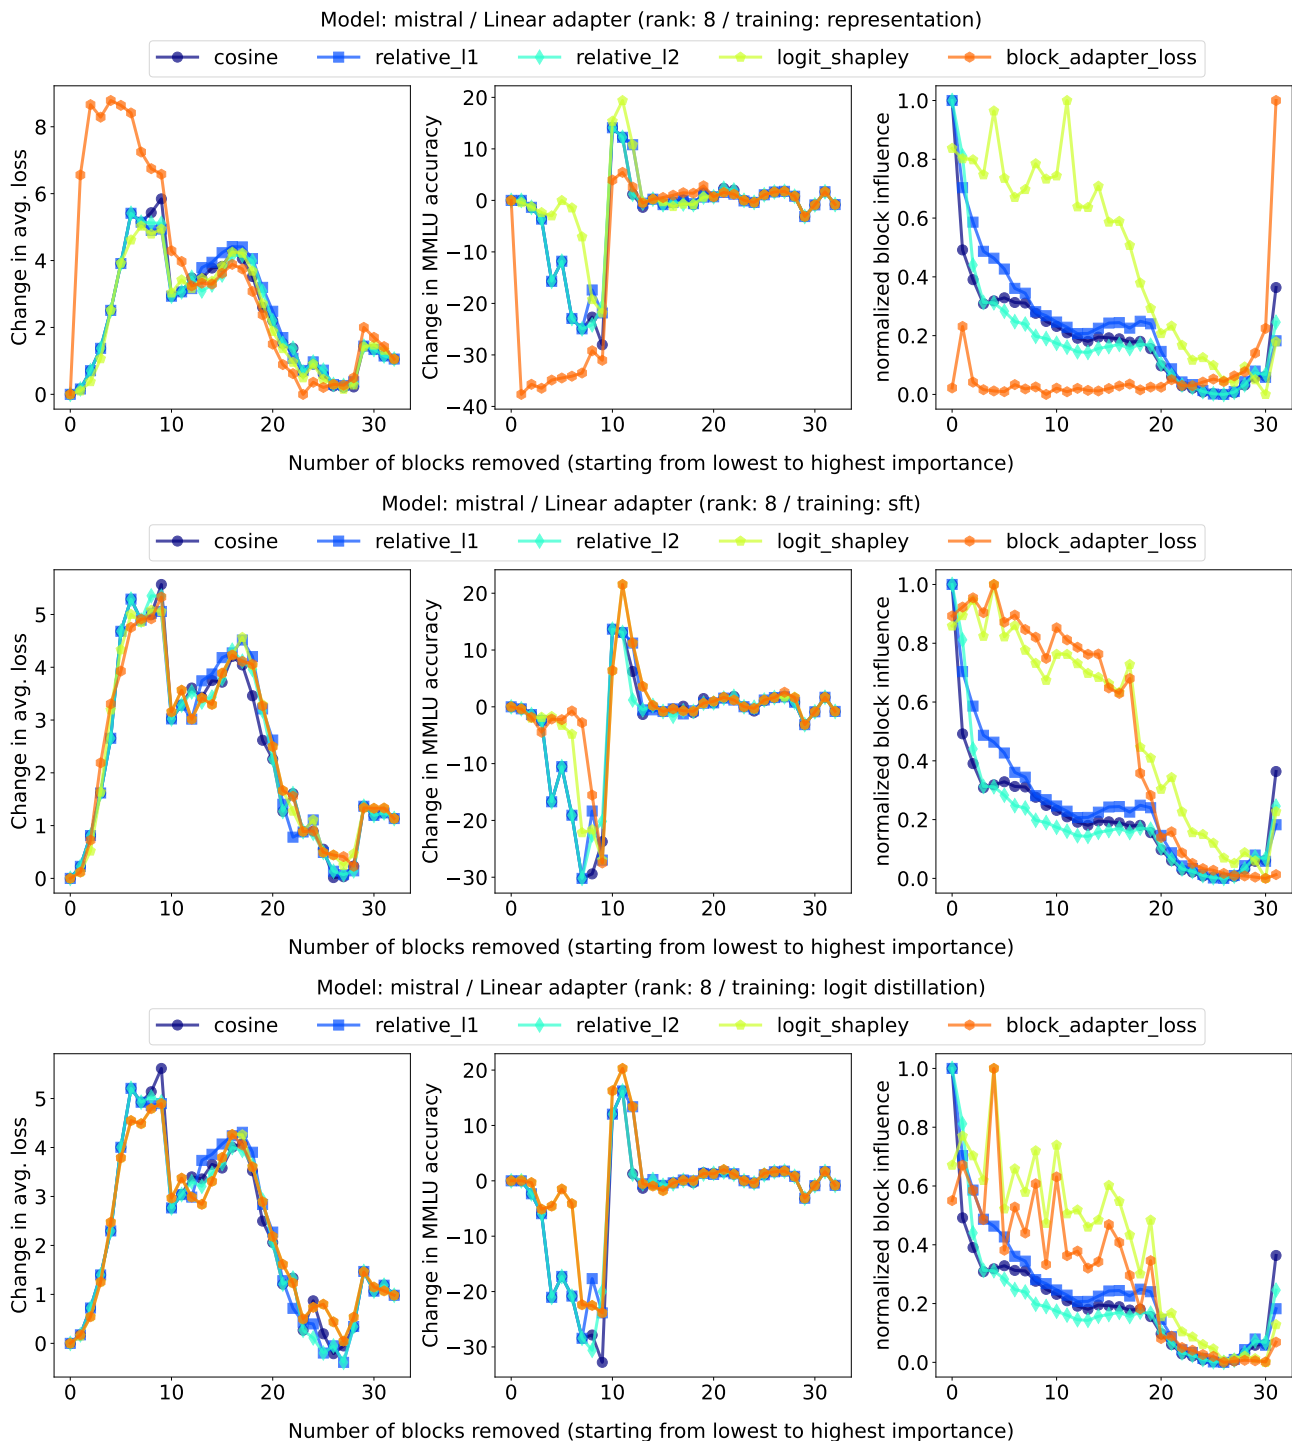 Model: mistral / Linear adapter (rank: 8 / training: representation)
cosine relative_l1 relative_l2 logit_shapley block_adapter_loss
Change in avg. loss
8
6
4
2
0
0 10 20 30
Change in MMLU accuracy
20
10
0
−10
−20
−30
−40
0 10 20 30
normalized block influence
1.0
0.8
0.6
0.4
0.2
0.0
0 10 20 30
Number of blocks removed (starting from lowest to highest importance)
Model: mistral / Linear adapter (rank: 8 / training: sft)
cosine relative_l1 relative_l2 logit_shapley block_adapter_loss
Change in avg. loss
5
4
3
2
1
0
0 10 20 30
Change in MMLU accuracy
20
10
0
−10
−20
−30
0 10 20 30
normalized block influence
1.0
0.8
0.6
0.4
0.2
0.0
0 10 20 30
Number of blocks removed (starting from lowest to highest importance)
Model: mistral / Linear adapter (rank: 8 / training: logit distillation)
cosine relative_l1 relative_l2 logit_shapley block_adapter_loss
Change in avg. loss
5
4
3
2
1
0
0 10 20 30
Change in MMLU accuracy
20
10
0
−10
−20
−30
0 10 20 30
normalized block influence
1.0
0.8
0.6
0.4
0.2
0.0
0 10 20 30
Number of blocks removed (starting from lowest to highest importance)